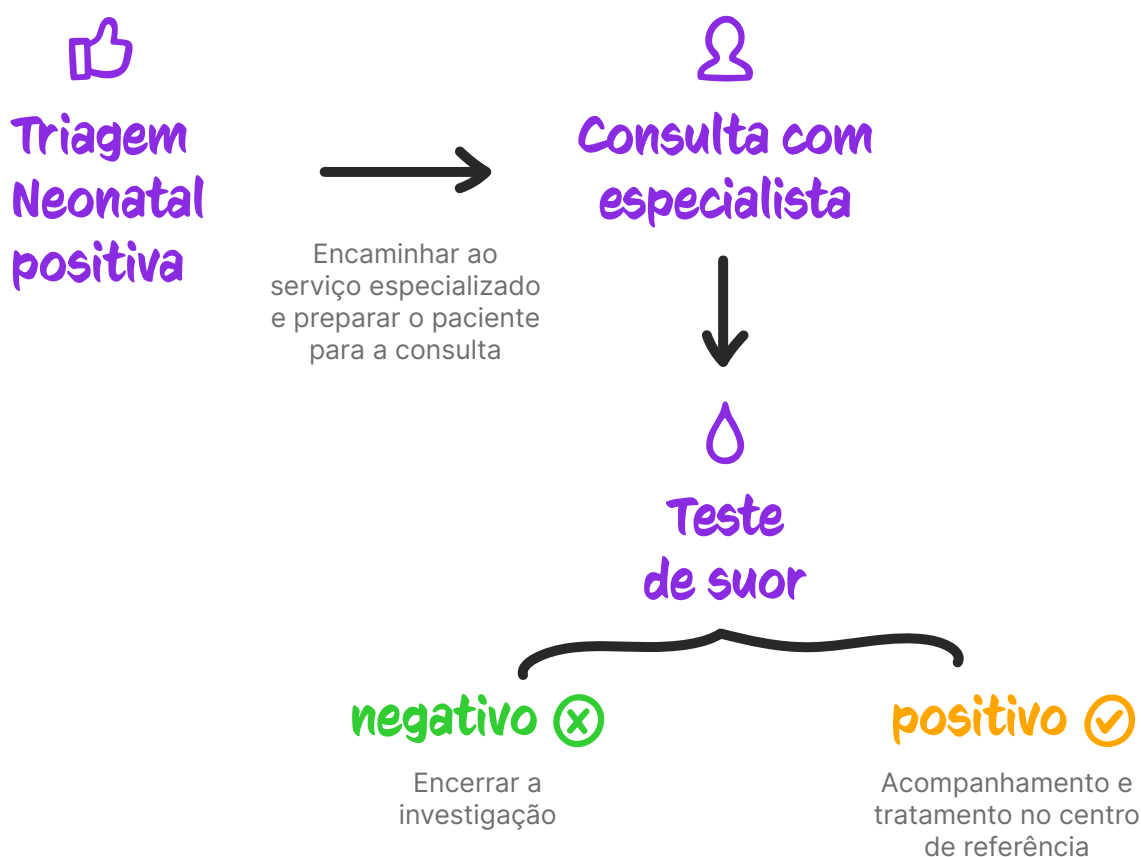 Triagem
Neonatal
positiva
Encaminhar ao
serviço especializado
e preparar o paciente
para a consulta
Consulta com
especialista
Teste
de suor
negativo
Encerrar a
investigação
positivo
Acompanhamento e
tratamento no centro
de referência